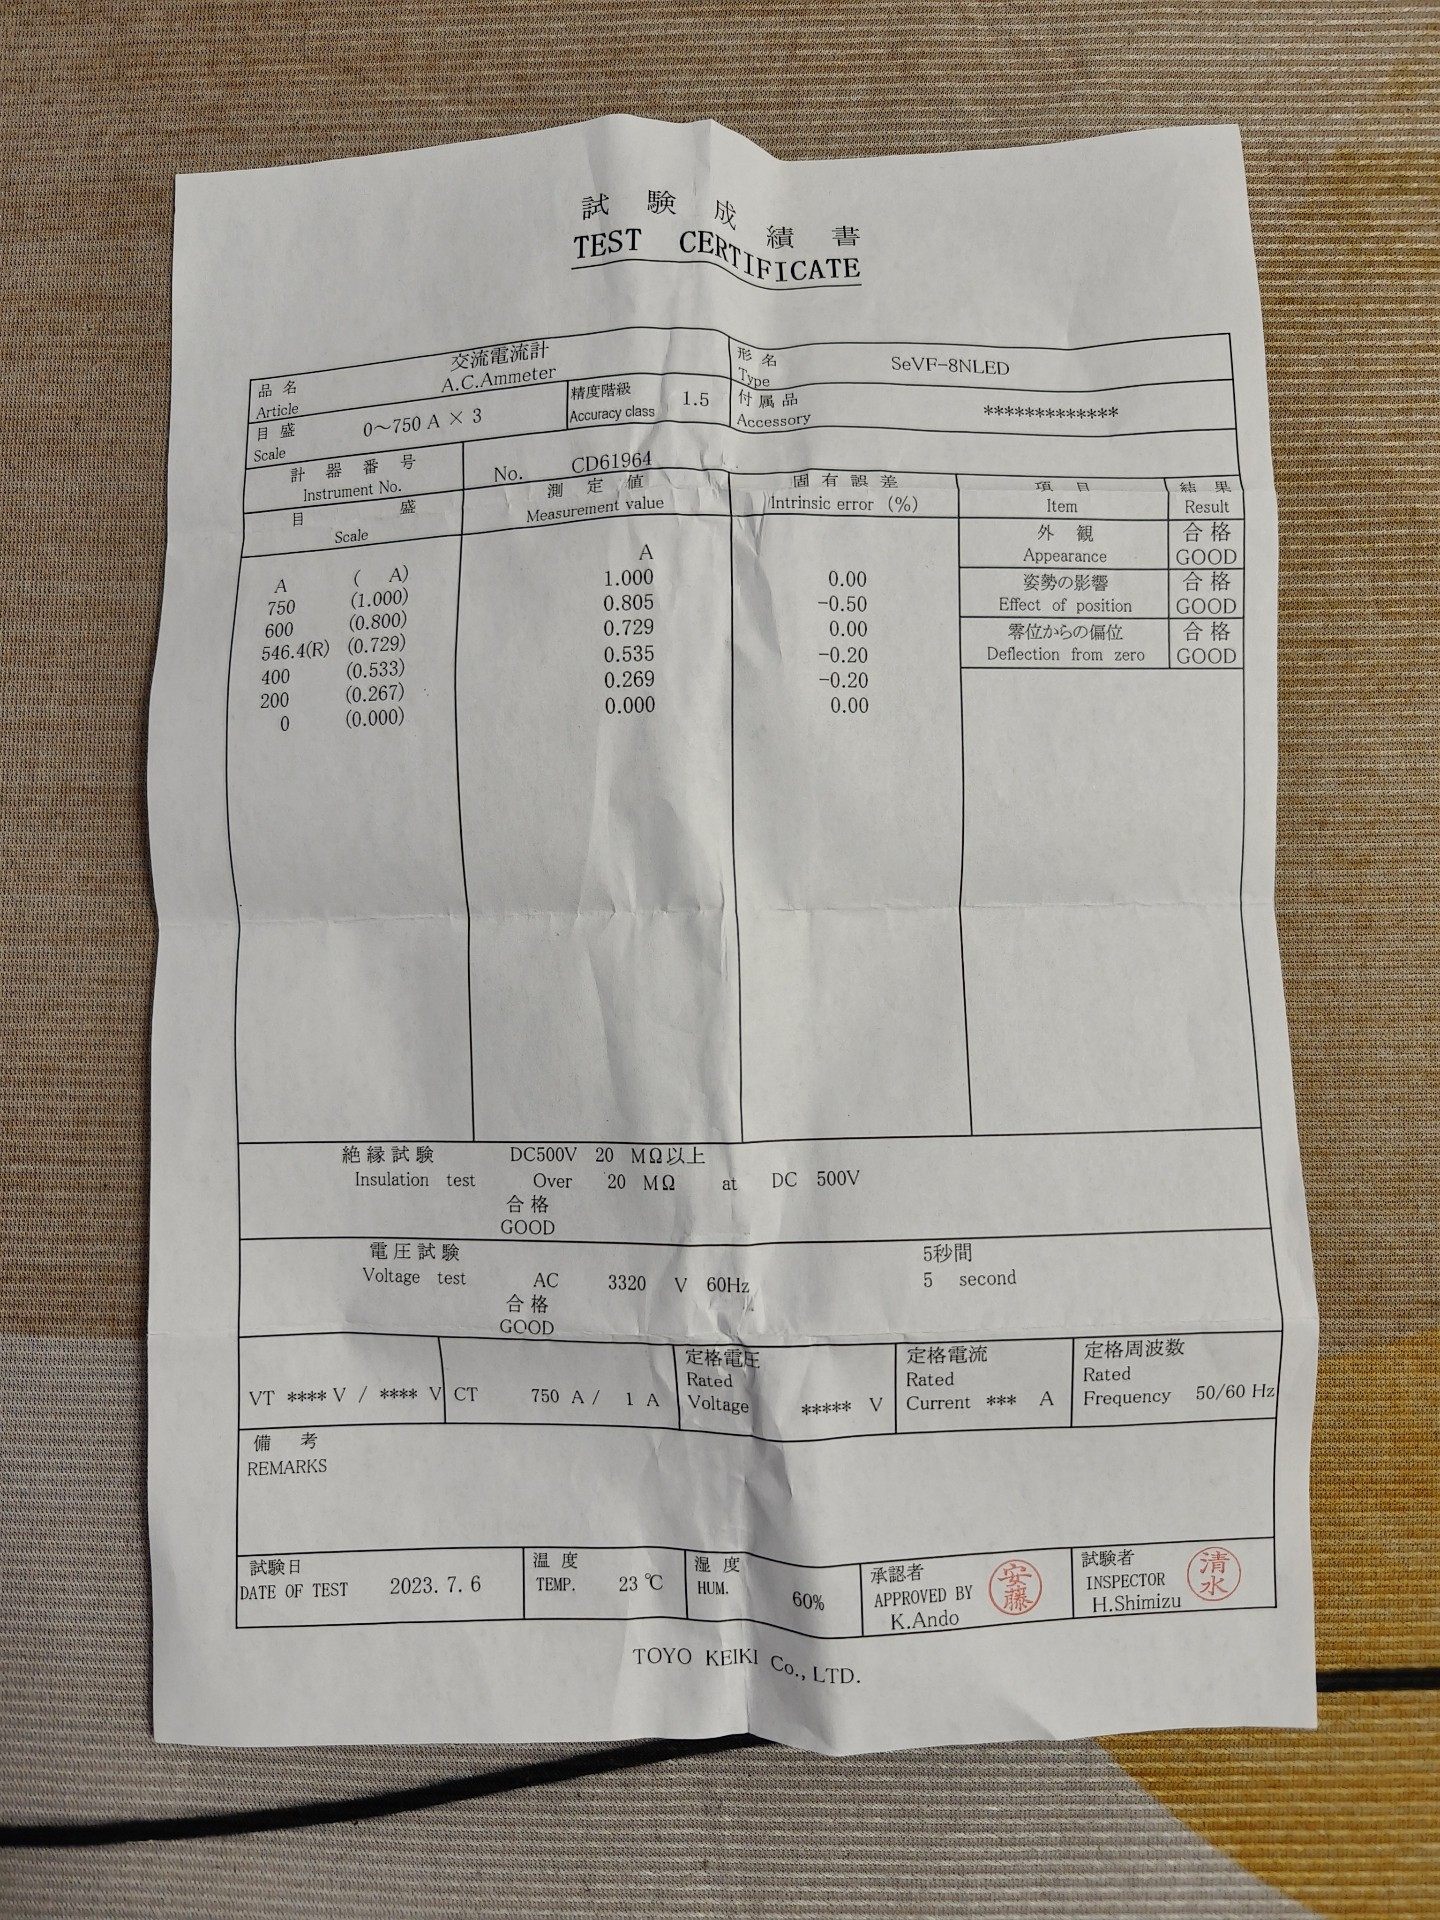 試験成績書
TEST CERTIFICATE
品名 Article 交流電流計 A.C.Ammeter 形名 Type SeVF-8NLED
目盛 Scale 0～750 A × 3 精度階級 Accuracy class 1.5 付属品 Accessory *************
計器番号 Instrument No. No. CD61964
目盛 Scale 測定値 Measurement value 固有誤差 Intrinsic error (%) 項目 Item 結果 Result
A ( A) A
750 (1.000) 1.000 0.00
600 (0.800) 0.805 -0.50
546.4(R) (0.729) 0.729 0.00
400 (0.533) 0.535 -0.20
200 (0.267) 0.269 -0.20
0 (0.000) 0.000 0.00
外観 合格
Appearance GOOD
姿勢の影響 合格
Effect of position GOOD
零位からの偏位 合格
Deflection from zero GOOD
絶縁試験 DC500V 20 MΩ以上
Insulation test Over 20 MΩ at DC 500V
合格
GOOD
電圧試験 5秒間
Voltage test AC 3320 V 60Hz 5 second
合格
GOOD
VT **** V / **** V
CT 750 A / 1 A
定格電圧
Rated
Voltage ***** V
定格電流
Rated
Current *** A
定格周波数
Rated
Frequency 50/60 Hz
備考
REMARKS
試験日
DATE OF TEST 2023.7.6
温度
TEMP. 23 ℃
湿度
HUM. 60%
承認者
APPROVED BY
K.Ando
安藤
試験者
INSPECTOR
H.Shimizu
清水
TOYO KEIKI Co., LTD.